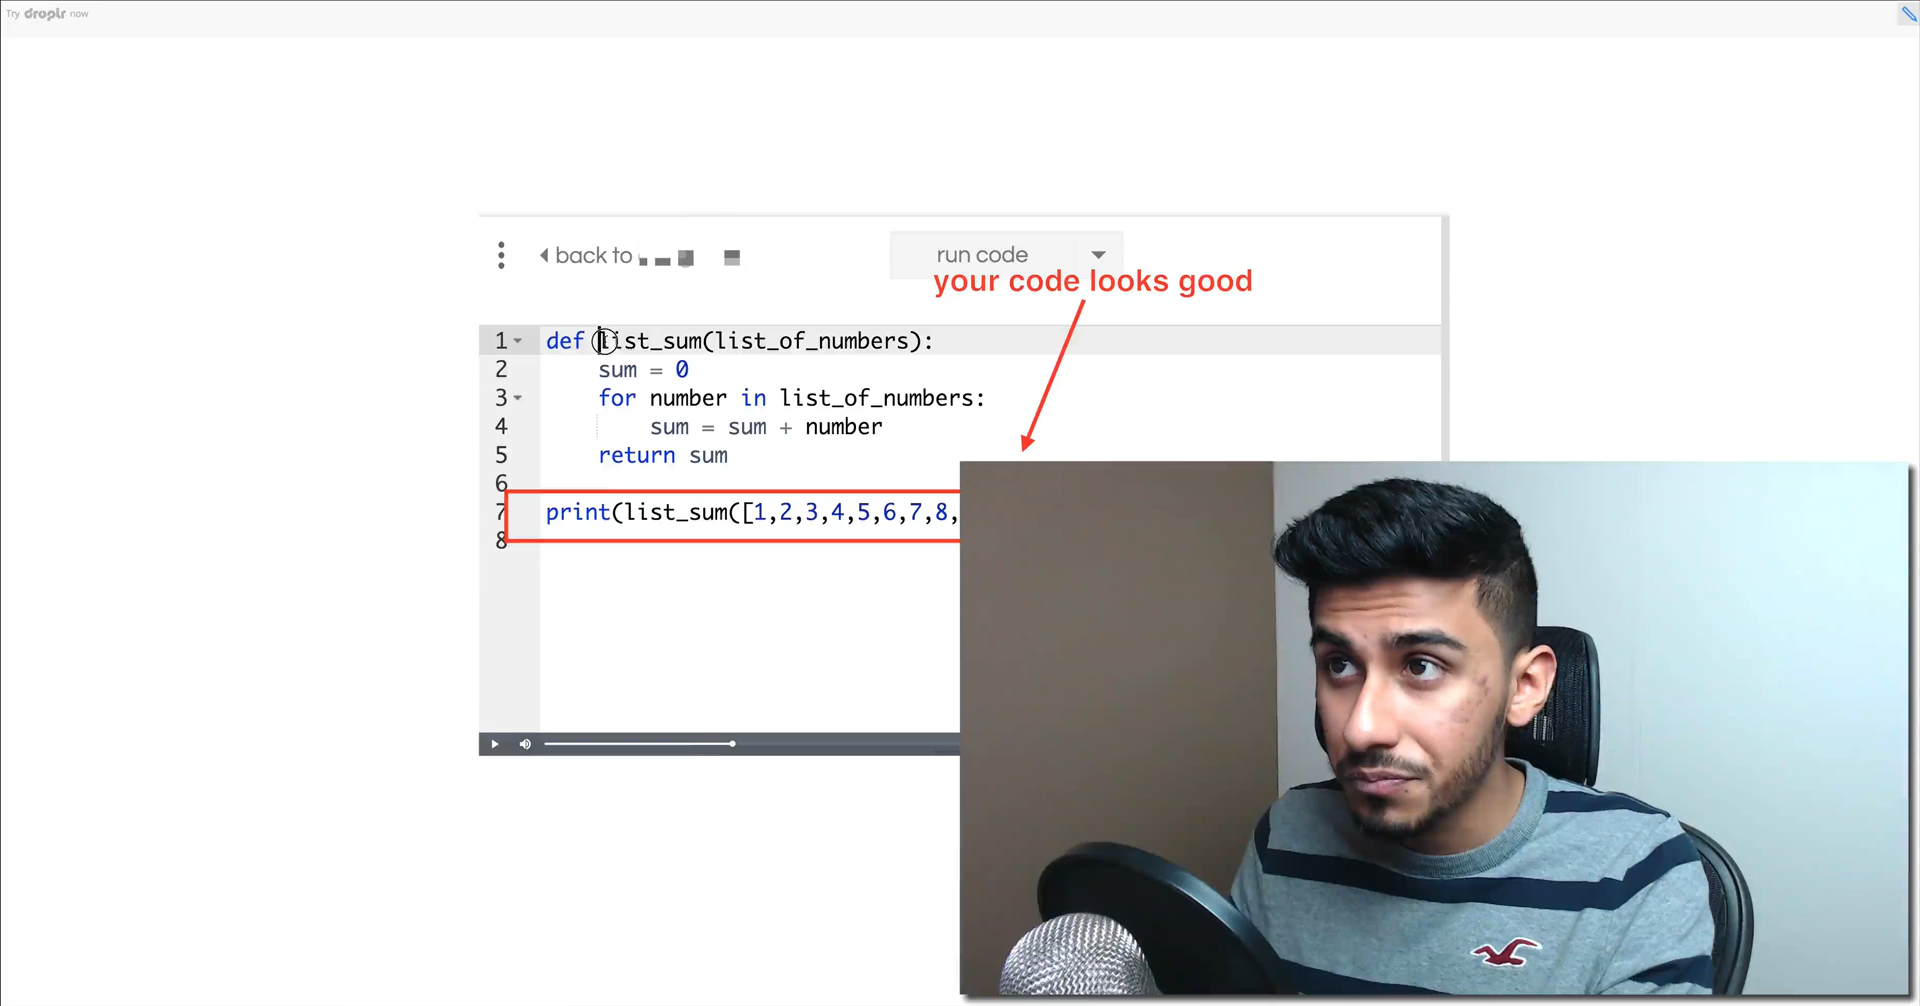 Try droplr now
back to
run code
your code looks good
1 def list_sum(list_of_numbers):
2 sum = 0
3 for number in list_of_numbers:
4 sum = sum + number
5 return sum
6
7 print(list_sum([1,2,3,4,5,6,7,8,
8